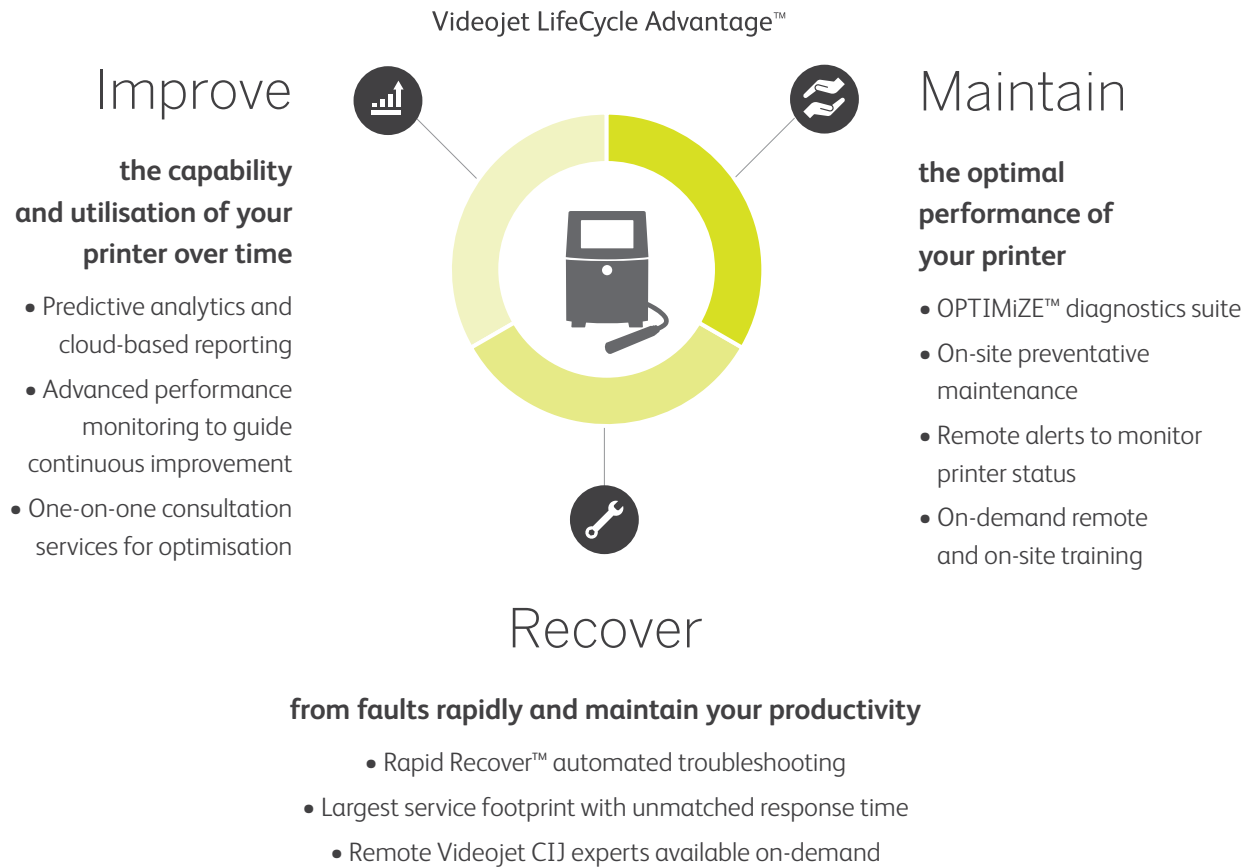 Videojet LifeCycle Advantage™
Improve
the capability
and utilisation of your
printer over time
• Predictive analytics and
cloud-based reporting
• Advanced performance
monitoring to guide
continuous improvement
• One-on-one consultation
services for optimisation
Maintain
the optimal
performance of
your printer
• OPTIMiZE™ diagnostics suite
• On-site preventative
maintenance
• Remote alerts to monitor
printer status
• On-demand remote
and on-site training
Recover
from faults rapidly and maintain your productivity
• Rapid Recover™ automated troubleshooting
• Largest service footprint with unmatched response time
• Remote Videojet CIJ experts available on-demand